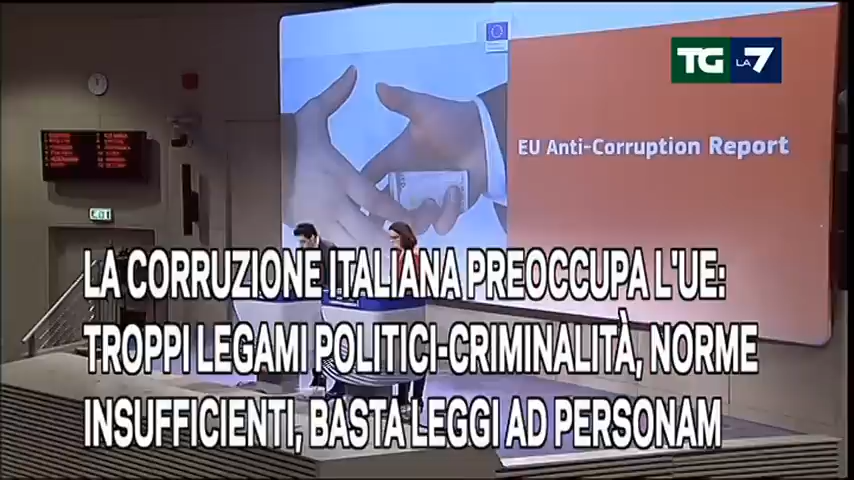 TG LA7
EU Anti-Corruption Report
LA CORRUZIONE ITALIANA PREOCCUPA L'UE:
TROPPI LEGAMI POLITICI-CRIMINALITÀ, NORME
INSUFFICIENTI, BASTA LEGGI AD PERSONAM